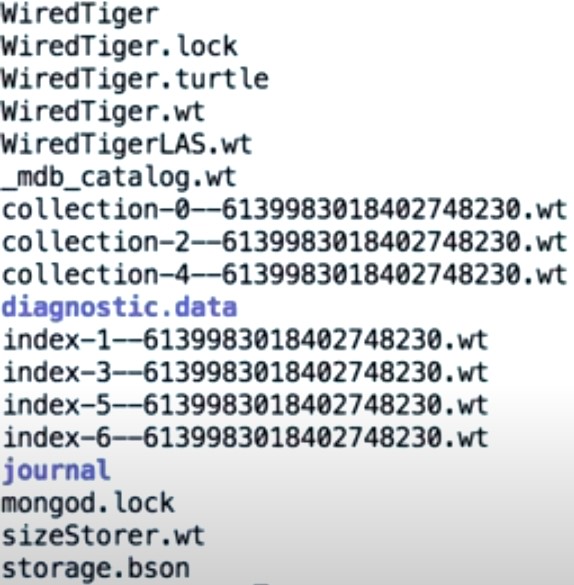 WiredTiger
WiredTiger.lock
WiredTiger.turtle
WiredTiger.wt
WiredTigerLAS.wt
_mdb_catalog.wt
collection-0--6139983018402748230.wt
collection-2--6139983018402748230.wt
collection-4--6139983018402748230.wt
diagnostic.data
index-1--6139983018402748230.wt
index-3--6139983018402748230.wt
index-5--6139983018402748230.wt
index-6--6139983018402748230.wt
journal
mongod.lock
sizeStorer.wt
storage.bson